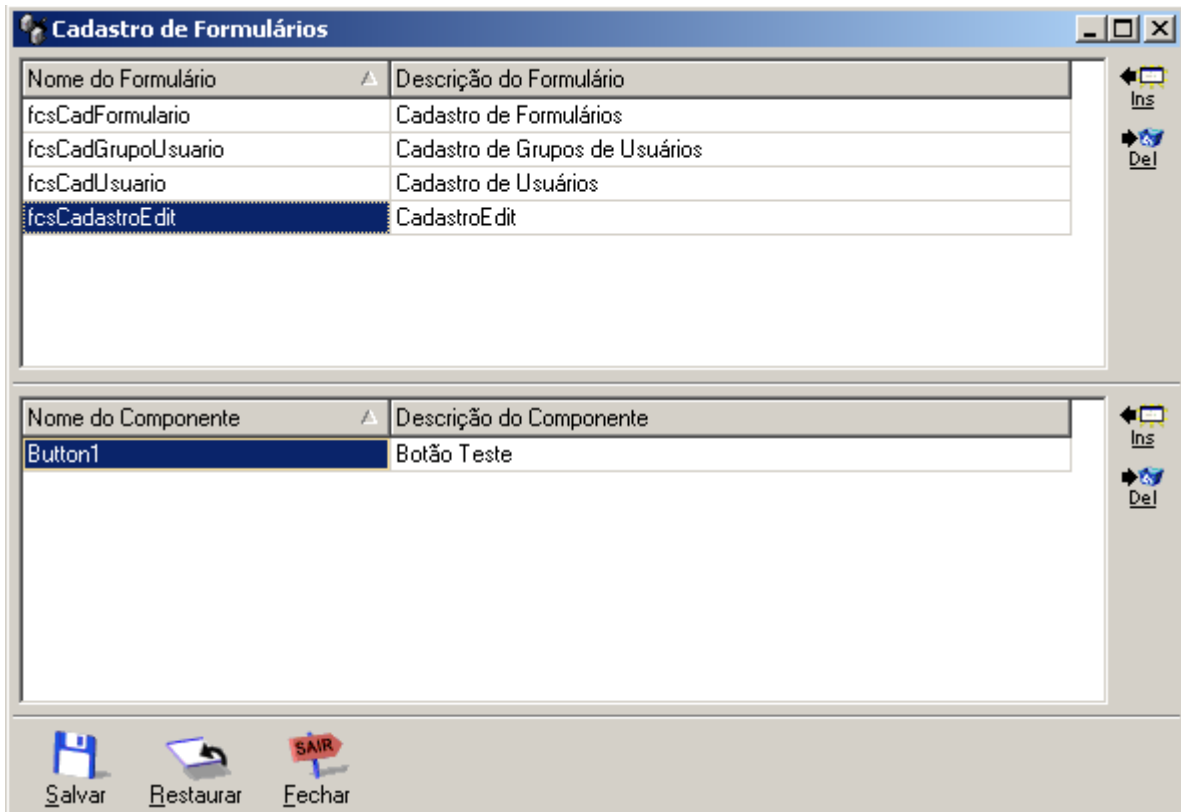 Cadastro de Formulários
Nome do Formulário Descrição do Formulário
Ins
fcsCadFormulario Cadastro de Formulários
fcsCadGrupoUsuario Cadastro de Grupos de Usuários
Del
fcsCadUsuario Cadastro de Usuários
fcsCadastroEdit CadastroEdit
Nome do Componente Descrição do Componente
Ins
Button1 Botão Teste
Del
SAIR
Salvar Restaurar Fechar